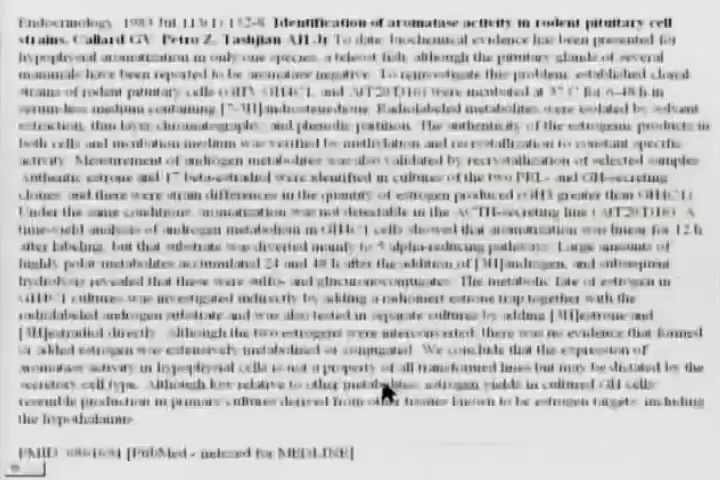 Endocrinology. 1983 Jul;113(1):152-8. Identification of aromatase activity in rodent pituitary cell
strains. Callard GV, Petro Z, Tashjian AH Jr. To date, biochemical evidence has been presented for
hypophyseal aromatization in only one species, a teleost fish, although the pituitary glands of several
mammals have been reported to be aromatase negative. To reinvestigate this problem, established clonal
strains of rodent pituitary cells (GH3, GH4C1, and AtT20/D16) were incubated at 37 C for 6-48 h in
serum-less medium containing [7-3H]androstenedione. Radiolabeled metabolites were isolated by solvent
extraction, thin layer chromatography, and phenolic partition. The authenticity of the estrogenic products in
both cells and incubation medium was verified by methylation and recrystallization to constant specific
activity. Measurement of androgen metabolites was also validated by recrystallization of selected samples.
Authentic estrone and 17 beta-estradiol were identified in cultures of the two PRL- and GH-secreting
clones, and there were strain differences in the quantity of estrogen produced (GH3 greater than GH4C1).
Under the same conditions, aromatization was not detectable in the ACTH-secreting line (AtT20/D16). A
time-yield analysis of androgen metabolism in GH4C1 cells showed that aromatization was linear for 12 h
after labeling, but that substrate was diverted mainly to 5 alpha-reducing pathways. Large amounts of
highly polar metabolites accumulated 24 and 48 h after the addition of [3H]androgen, and subsequent
hydrolysis revealed that these were sulfo- and glucuronoconjugates. The metabolic fate of estrogen in
GH4C1 cultures was investigated indirectly by adding a radioinert estrone trap together with the
radiolabeled androgen substrate and was also tested in separate cultures by adding [3H]estrone and
[3H]estradiol directly. Although the two estrogens were interconverted, there was no evidence that formed
or added estrogen was extensively metabolized or conjugated. We conclude that the expression of
aromatase activity in hypophyseal cells is not a property of all transformed lines but may be dictated by the
secretory cell type. Although low relative to other metabolites, estrogen yields in cultured GH cells
resemble production in primary cultures derived from other tissues known to be estrogen targets, including
the hypothalamus.
PMID: [PubMed - indexed for MEDLINE]